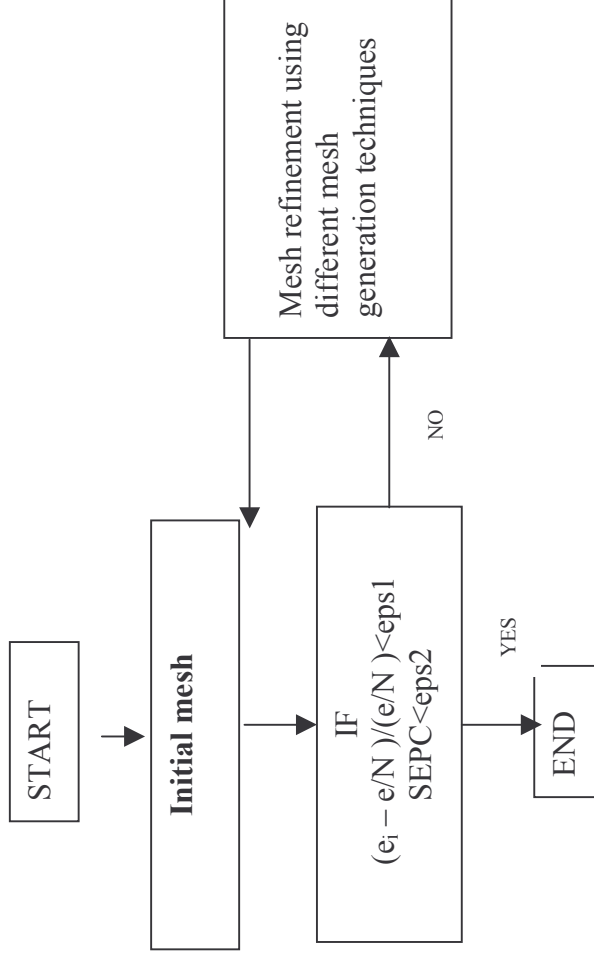 START
Initial mesh
IF
(eᵢ – e/N )/(e/N )<eps1
SEPC<eps2
NO
Mesh refinement using
different mesh
generation techniques
YES
END